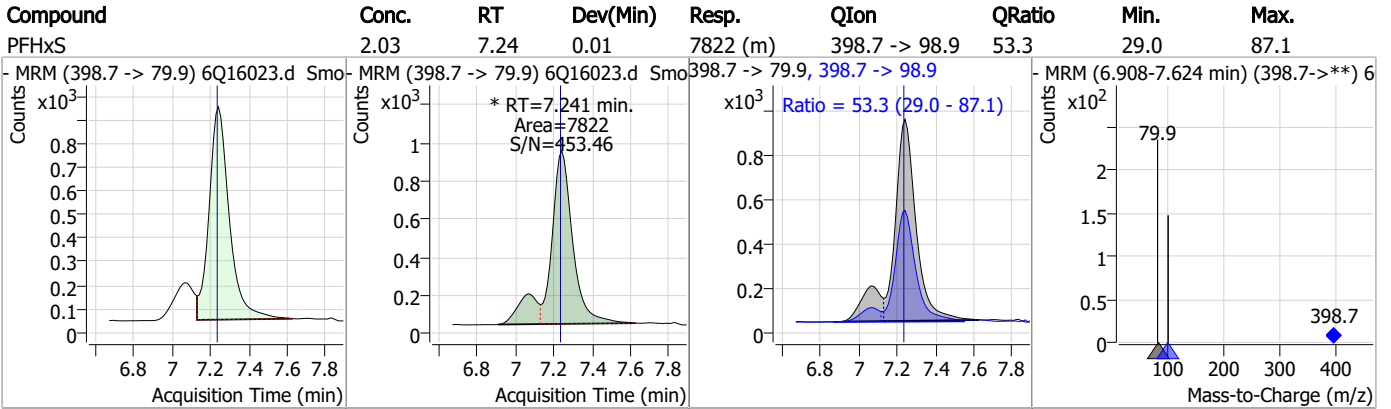 Compound Conc. RT Dev(Min) Resp. QIon QRatio Min. Max.
PFHxS 2.03 7.24 0.01 7822 (m) 398.7 -> 98.9 53.3 29.0 87.1
- MRM (398.7 -> 79.9) 6Q16023.d Smo
Counts
x10³
0.9
0.8
0.7
0.6
0.5
0.4
0.3
0.2
0.1
0
6.8 7 7.2 7.4 7.6 7.8
Acquisition Time (min)
- MRM (398.7 -> 79.9) 6Q16023.d Smo
Counts
x10³
* RT=7.241 min.
Area=7822
S/N=453.46
1
0.8
0.6
0.4
0.2
0
6.8 7 7.2 7.4 7.6 7.8
Acquisition Time (min)
398.7 -> 79.9, 398.7 -> 98.9
x10³
Ratio = 53.3 (29.0 - 87.1)
0.8
0.6
0.4
0.2
0
6.8 7 7.2 7.4 7.6 7.8
Acquisition Time (min)
- MRM (6.908-7.624 min) (398.7->**) 6
Counts
x10²
79.9
2
1.5
1
0.5
0
398.7
100 200 300 400
Mass-to-Charge (m/z)